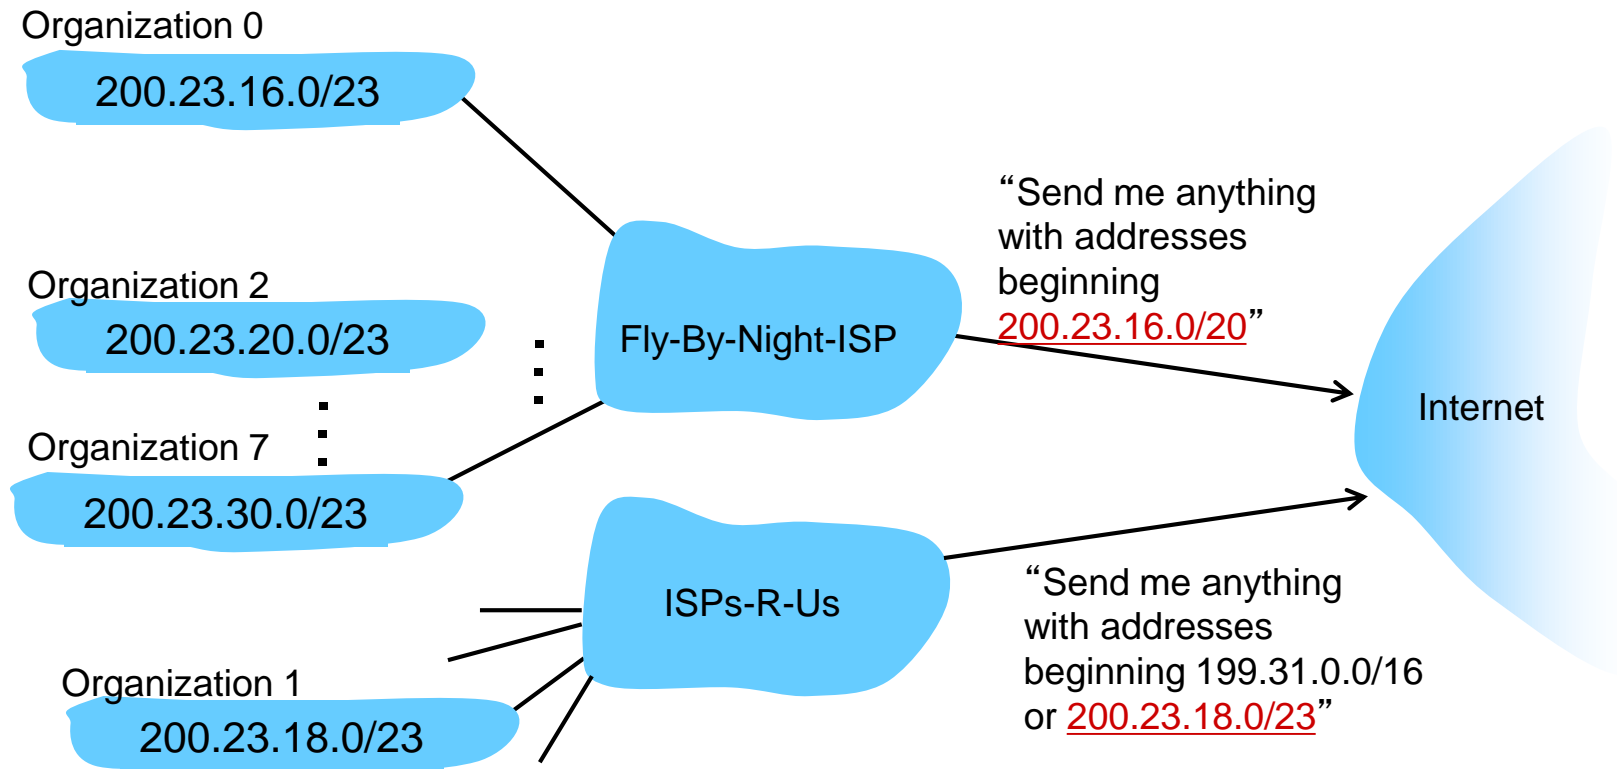 Organization 0
200.23.16.0/23
Organization 2
200.23.20.0/23
Organization 7
200.23.30.0/23
Organization 1
200.23.18.0/23
Fly-By-Night-ISP
ISPs-R-Us
“Send me anything
with addresses
beginning
200.23.16.0/20”
“Send me anything
with addresses
beginning 199.31.0.0/16
or 200.23.18.0/23”
Internet